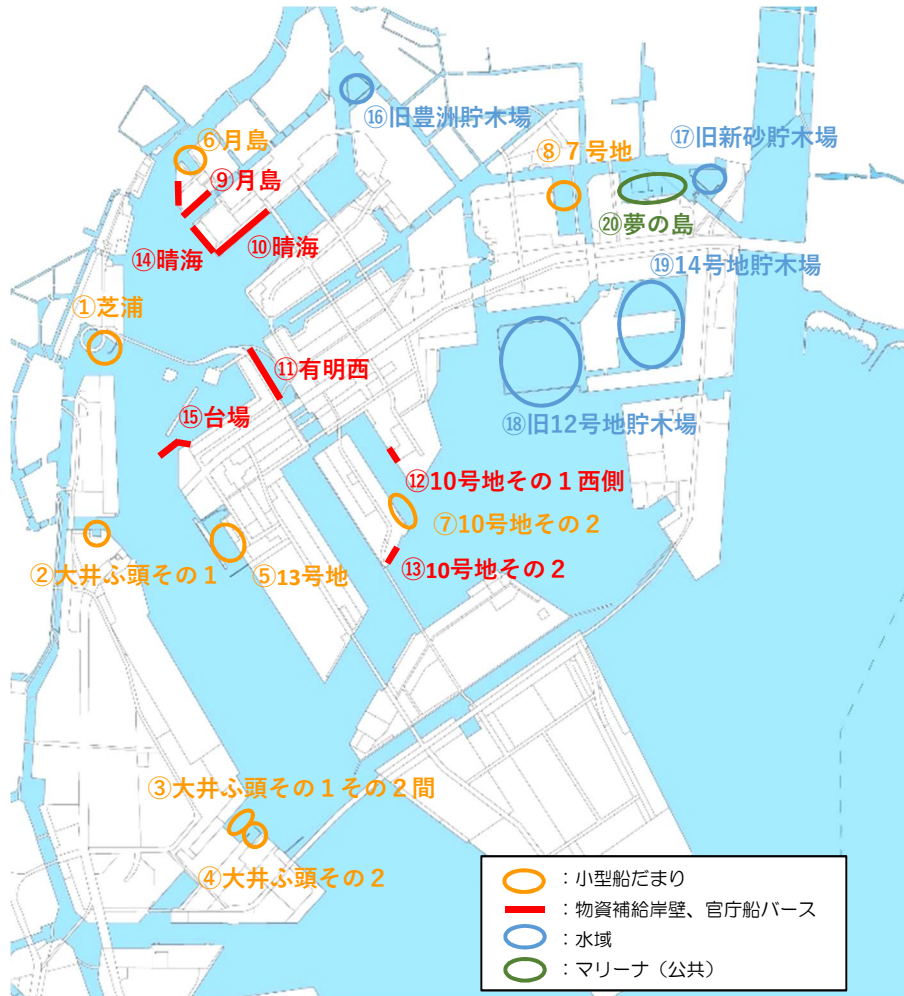 ⑯旧豊洲貯木場
⑥月島
⑧７号地
⑰旧新砂貯木場
⑨月島
⑳夢の島
⑭晴海
⑩晴海
⑲14号地貯木場
①芝浦
⑪有明西
⑮台場
⑱旧12号地貯木場
⑫10号地その１西側
⑦10号地その２
②大井ふ頭その１
⑤13号地
⑬10号地その２
③大井ふ頭その１その２間
④大井ふ頭その２
：小型船だまり
：物資補給岸壁、官庁船バース
：水域
：マリーナ（公共）